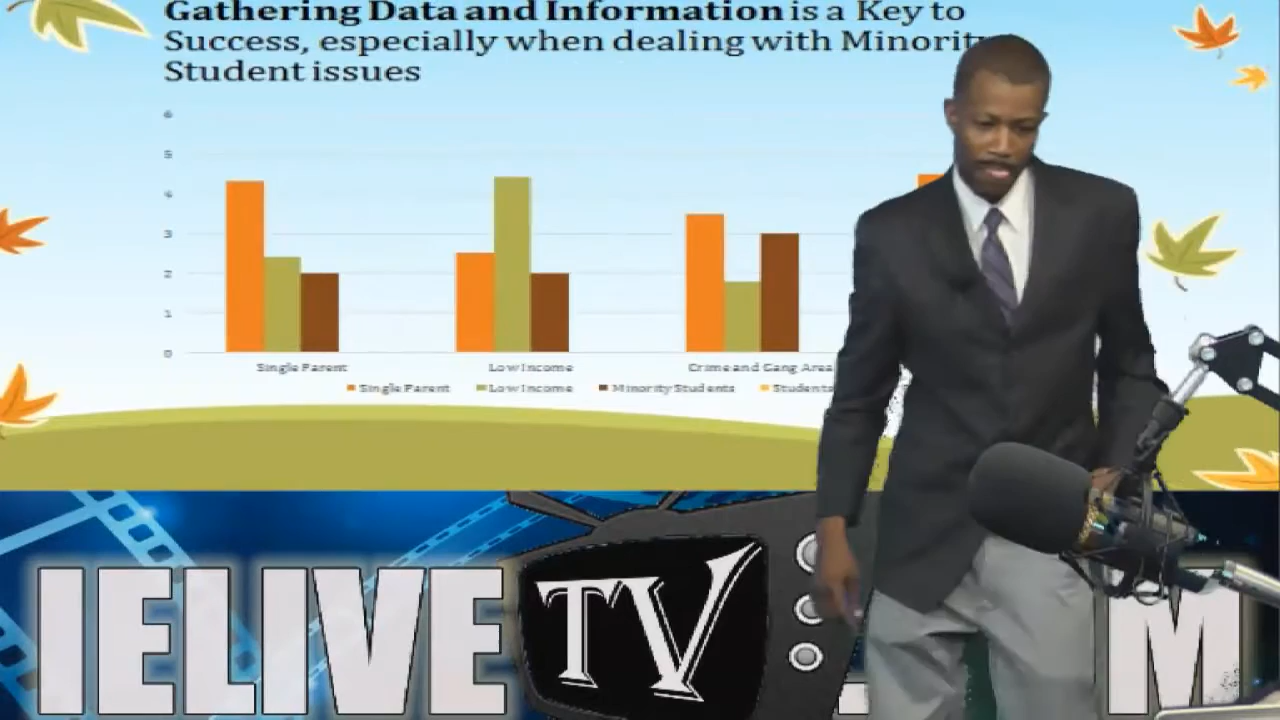 Gathering Data and Information is a Key to
Success, especially when dealing with Minority
Student issues
6
5
4
3
2
1
0
Single Parent Low Income Crime and Gang Area
Single Parent Low Income Minority Students Students
IELIVE TV M